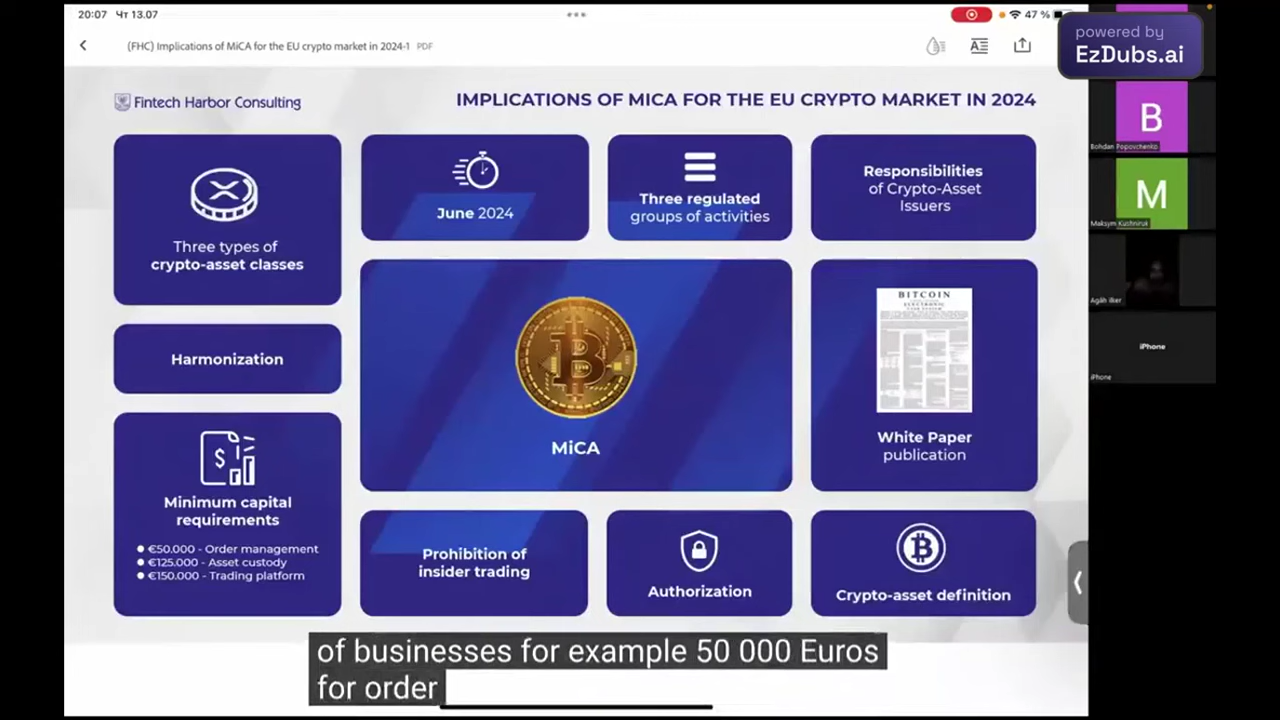 20:07 Чт 13.07
47 %
(FHC) Implications of MiCA for the EU crypto market in 2024-1 PDF
powered by
EzDubs.ai
Fintech Harbor Consulting
IMPLICATIONS OF MICA FOR THE EU CRYPTO MARKET IN 2024
Three types of
crypto-asset classes
June 2024
Three regulated
groups of activities
Responsibilities
of Crypto-Asset
Issuers
Harmonization
MiCA
BITCOIN
White Paper
publication
Minimum capital
requirements
€50.000 - Order management
€125.000 - Asset custody
€150.000 - Trading platform
Prohibition of
insider trading
Authorization
Crypto-asset definition
B
Bohdan Poposchenko
M
Maksym Kushniruk
Agâh Ilker
iPhone
iPhone
of businesses for example 50 000 Euros
for order